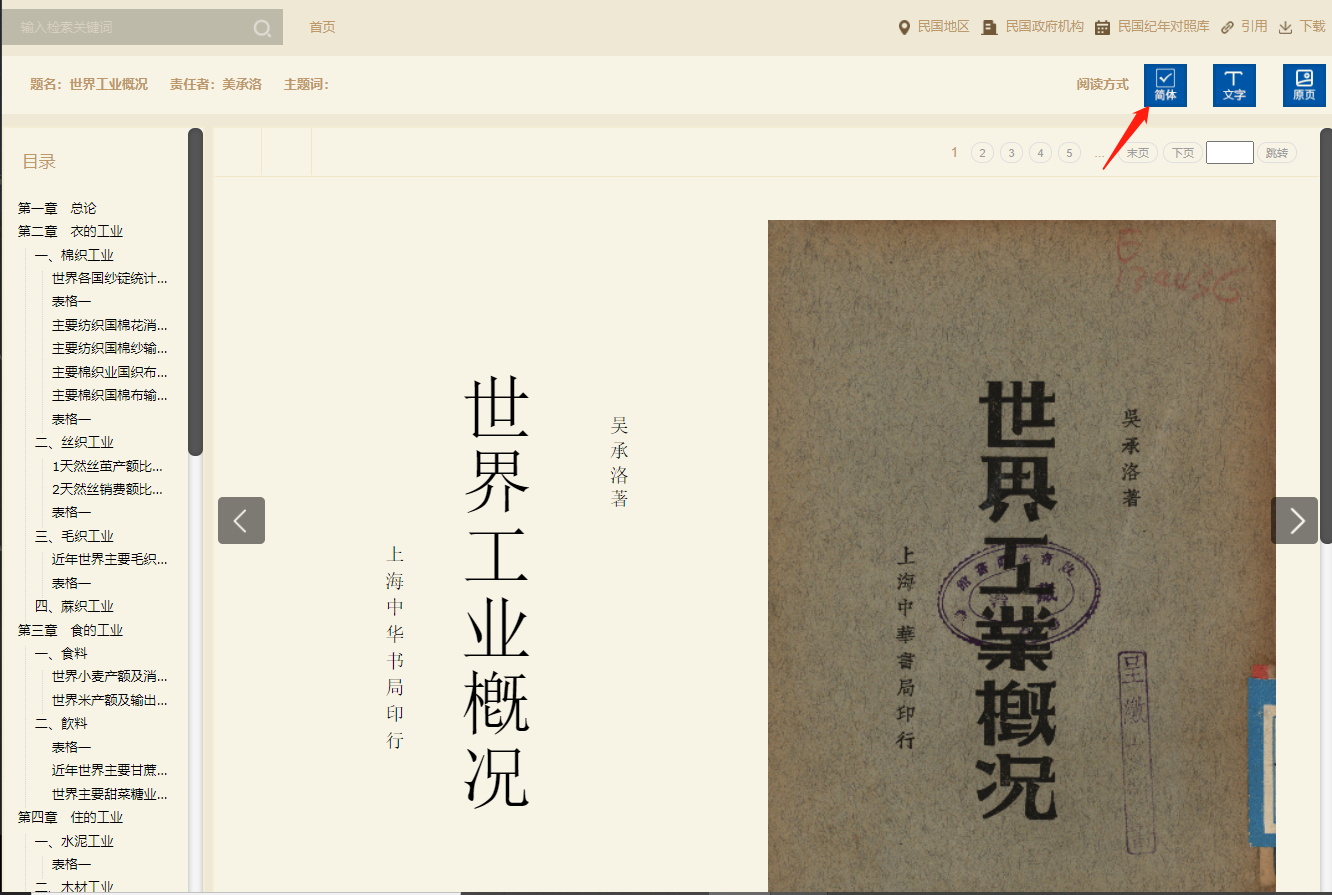 输入检索关键词
首页
民国地区
民国政府机构
民国纪年对照库
引用
下载
题名：世界工业概况 责任者：美承洛 主题词：
阅读方式
简体
文字
原页
目录
1 2 3 4 5 ... 末页 下页 跳转
第一章 总论
第二章 衣的工业
一、棉织工业
世界各国纱锭统计...
表格一
主要纺织国棉花消...
主要纺织国棉纱输...
主要棉织业国织布...
主要棉织国棉布输...
表格一
二、丝织工业
1天然丝茧产额比...
2天然丝销费额比...
表格一
三、毛织工业
近年世界主要毛织...
表格一
四、蔴织工业
第三章 食的工业
一、食料
世界小麦产额及消...
世界米产额及输出...
二、飲料
表格一
近年世界主要甘蔗...
世界主要甜菜糖业...
第四章 住的工业
一、水泥工业
表格一
二、木材工业
吴承洛著
世界工业概况
上海中华书局印行
吳承洛著
世界工業概况
上海中華書局印行